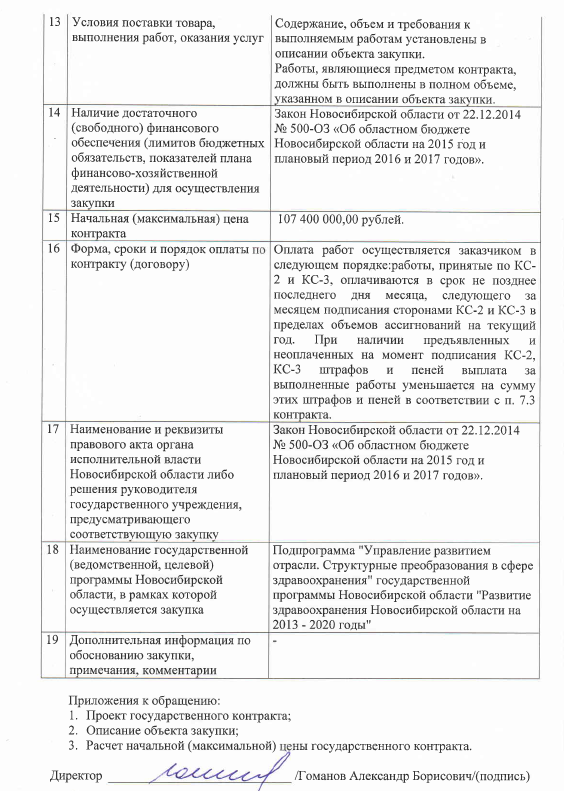 13 Условия поставки товара,
выполнения работ, оказания услуг
Содержание, объем и требования к
выполняемым работам установлены в
описании объекта закупки.
Работы, являющиеся предметом контракта,
должны быть выполнены в полном объеме,
указанном в описании объекта закупки.
14 Наличие достаточного
(свободного) финансового
обеспечения (лимитов бюджетных
обязательств, показателей плана
финансово-хозяйственной
деятельности) для осуществления
закупки
Закон Новосибирской области от 22.12.2014
№ 500-ОЗ «Об областном бюджете
Новосибирской области на 2015 год и
плановый период 2016 и 2017 годов».
15 Начальная (максимальная) цена
контракта
107 400 000,00 рублей.
16 Форма, сроки и порядок оплаты по
контракту (договору)
Оплата работ осуществляется заказчиком в
следующем порядке:работы, принятые по КС-
2 и КС-3, оплачиваются в срок не позднее
последнего дня месяца, следующего за
месяцем подписания сторонами КС-2 и КС-3 в
пределах объемов ассигнований на текущий
год. При наличии предъявленных и
неоплаченных на момент подписания КС-2,
КС-3 штрафов и пеней выплата за
выполненные работы уменьшается на сумму
этих штрафов и пеней в соответствии с п. 7.3
контракта.
17 Наименование и реквизиты
правового акта органа
исполнительной власти
Новосибирской области либо
решения руководителя
государственного учреждения,
предусматривающего
соответствующую закупку
Закон Новосибирской области от 22.12.2014
№ 500-ОЗ «Об областном бюджете
Новосибирской области на 2015 год и
плановый период 2016 и 2017 годов».
18 Наименование государственной
(ведомственной, целевой)
программы Новосибирской
области, в рамках которой
осуществляется закупка
Подпрограмма "Управление развитием
отрасли. Структурные преобразования в сфере
здравоохранения" государственной
программы Новосибирской области "Развитие
здравоохранения Новосибирской области на
2013 - 2020 годы"
19 Дополнительная информация по
обоснованию закупки,
примечания, комментарии
-
Приложения к обращению:
1. Проект государственного контракта;
2. Описание объекта закупки;
3. Расчет начальной (максимальной) цены государственного контракта.
Директор /Гоманов Александр Борисович/(подпись)